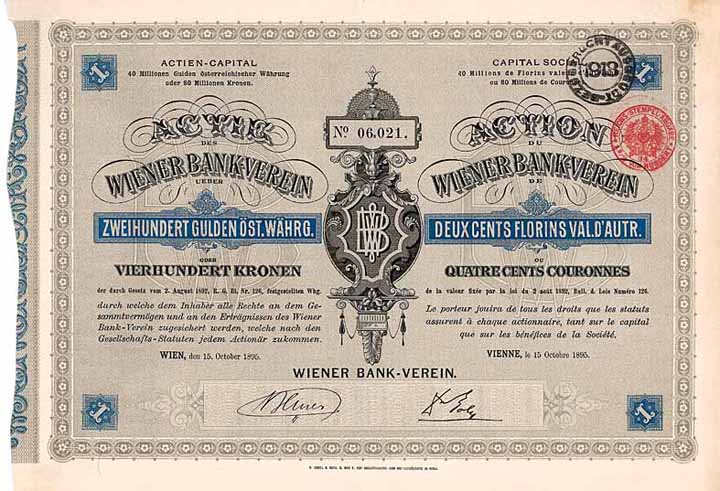 1
1
ACTIEN-CAPITAL
40 Millionen Gulden österreichischer Währung
oder 80 Millionen Kronen.
ACTIE
DES
WIENER BANK-VEREIN
UEBER
ZWEIHUNDERT GULDEN ÖST. WÄHRG.
ODER
VIERHUNDERT KRONEN
der durch Gesetz vom 2. August 1892, R. G. Bl. Nr. 126, festgestellten Whg.
durch welche dem Inhaber alle Rechte an dem Ge-
sammtvermögen und an den Erträgnissen des Wiener
Bank-Verein zugesichert werden, welche nach den
Gesellschafts-Statuten jedem Actionär zukommen.
WIEN, den 15. October 1895.
No 06.021.
WBV
CAPITAL SOCI
40 Millions de Florins val
ou 80 Millions de Cour
1913
ACTION
DU
WIENER BANK-VEREIN
DE
DEUX CENTS FLORINS VAL. D'AUTR.
OU
QUATRE CENTS COURONNES
de la valeur fixée par la loi du 2 août 1892, Bull. d. Lois Numéro 126.
Le porteur jouira de tous les droits que les statuts
assurent à chaque actionnaire, tant sur le capital
que sur les bénéfices de la Société.
VIENNE, le 15 Octobre 1895.
WIENER BANK-VEREIN.
1
1